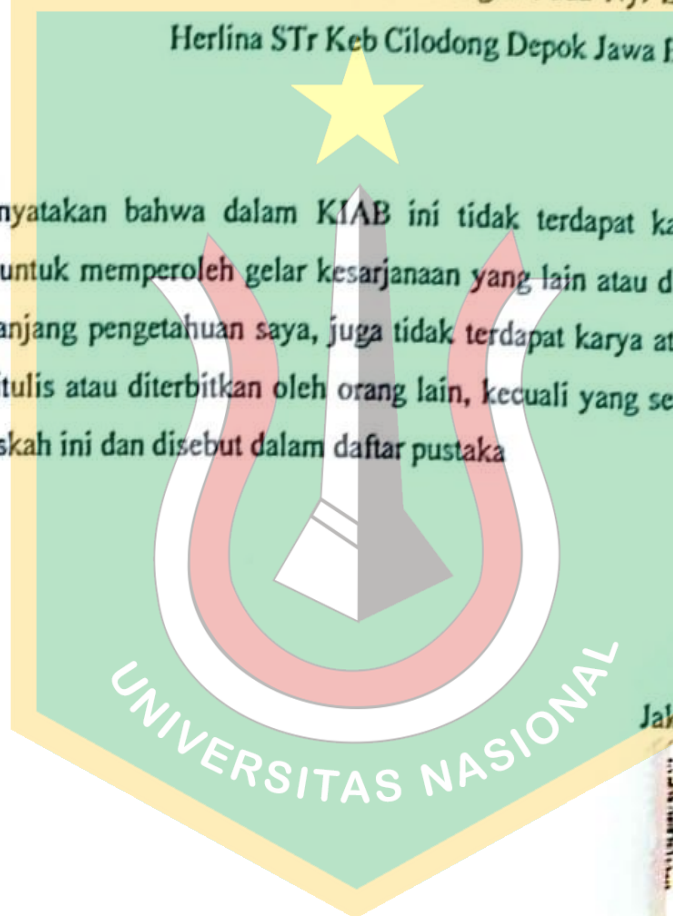 Herlina STr Keb Cilodong Depok Jawa
nyatakan bahwa dalam KIAB ini tidak terdapat ka
untuk memperoleh gelar kesarjanaan yang lain atau d
anjang pengetahuan saya, juga tidak terdapat karya at
itulis atau diterbitkan oleh orang lain, kecuali yang se
skah ini dan disebut dalam daftar pustaka
Jak
UNIVERSITAS NASIONAL